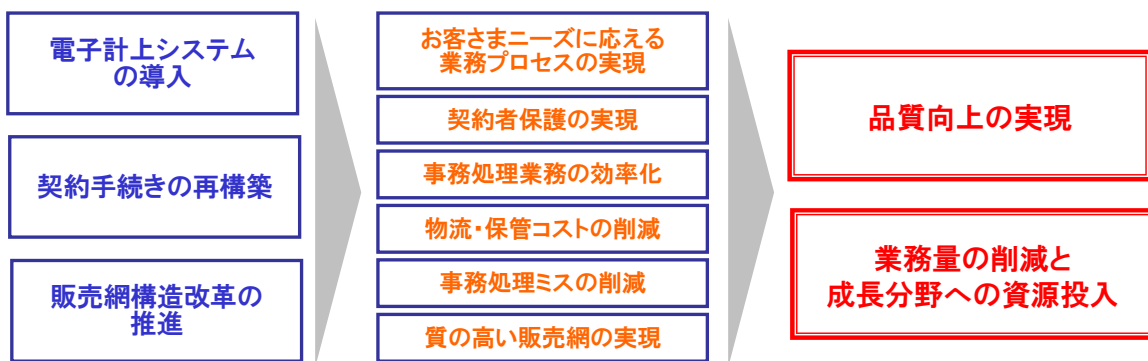 電子計上システム
の導入
契約手続きの再構築
販売網構造改革の
推進
お客さまニーズに応える
業務プロセスの実現
契約者保護の実現
事務処理業務の効率化
物流・保管コストの削減
事務処理ミスの削減
質の高い販売網の実現
品質向上の実現
業務量の削減と
成長分野への資源投入